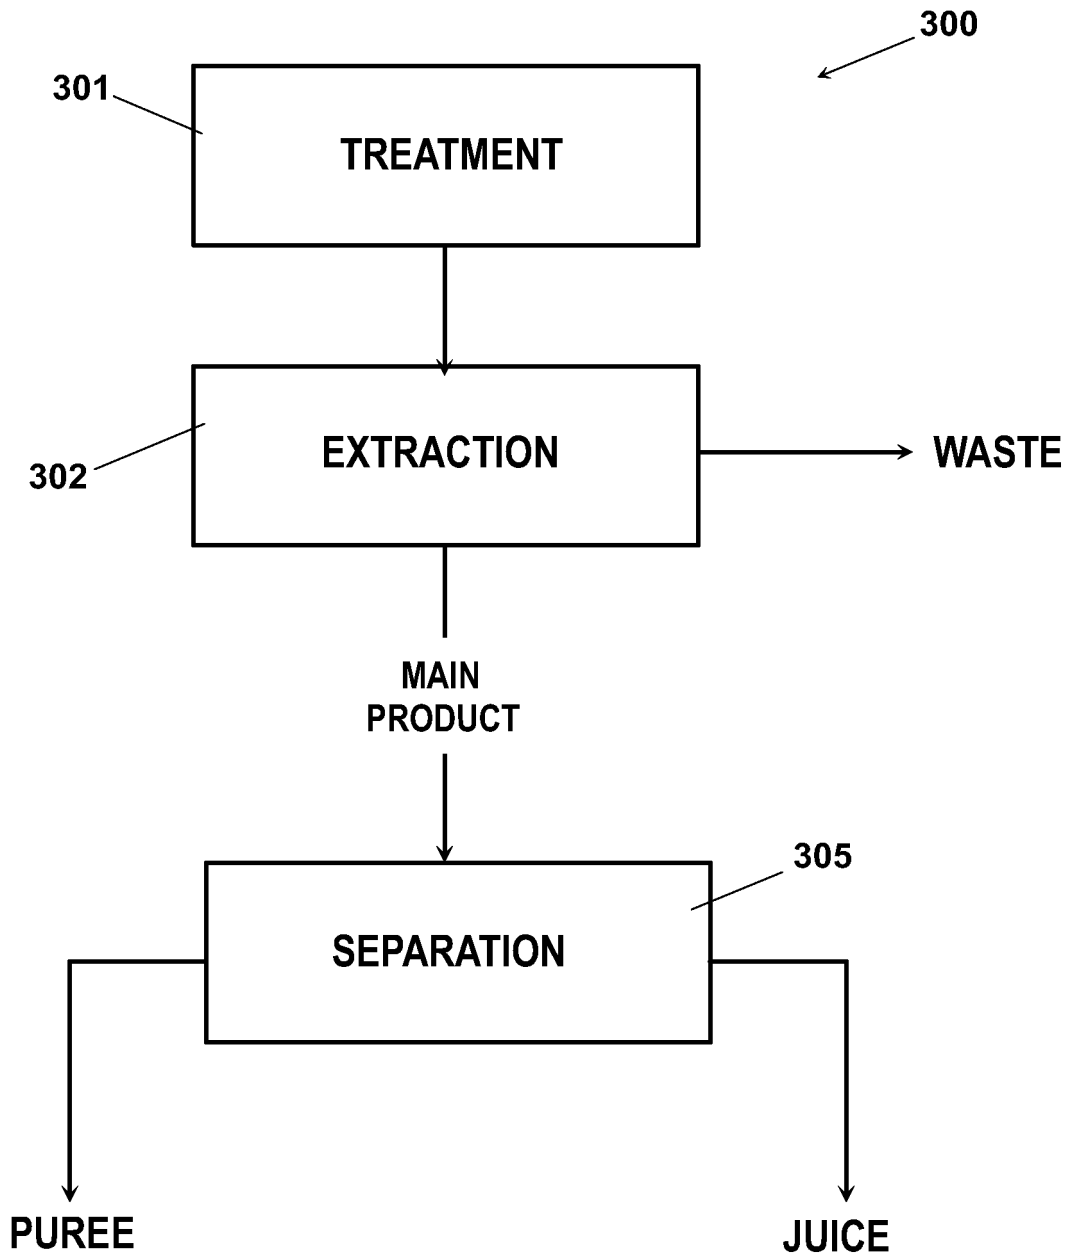 300
301
TREATMENT
EXTRACTION
WASTE
302
MAIN
PRODUCT
305
SEPARATION
PUREE
JUICE